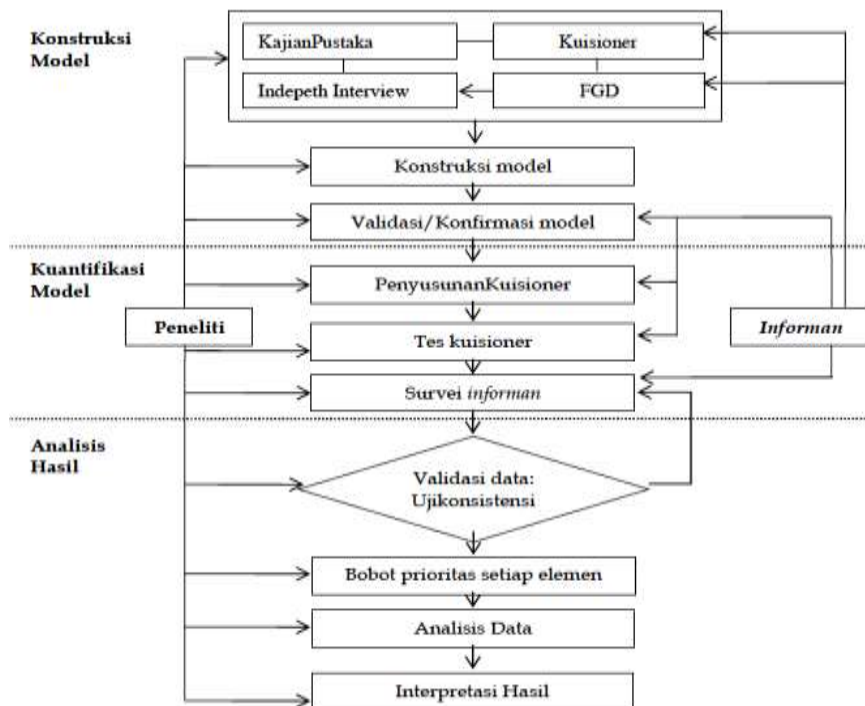 Konstruksi
Model
KajianPustaka
Kuisioner
Indepeth Interview
FGD
Konstruksi model
Validasi/Konfirmasi model
Kuantifikasi
Model
PenyusunanKuisioner
Peneliti
Informan
Tes kuisioner
Survei informan
Analisis
Hasil
Validasi data:
Ujikonsistensi
Bobot prioritas setiap elemen
Analisis Data
Interpretasi Hasil